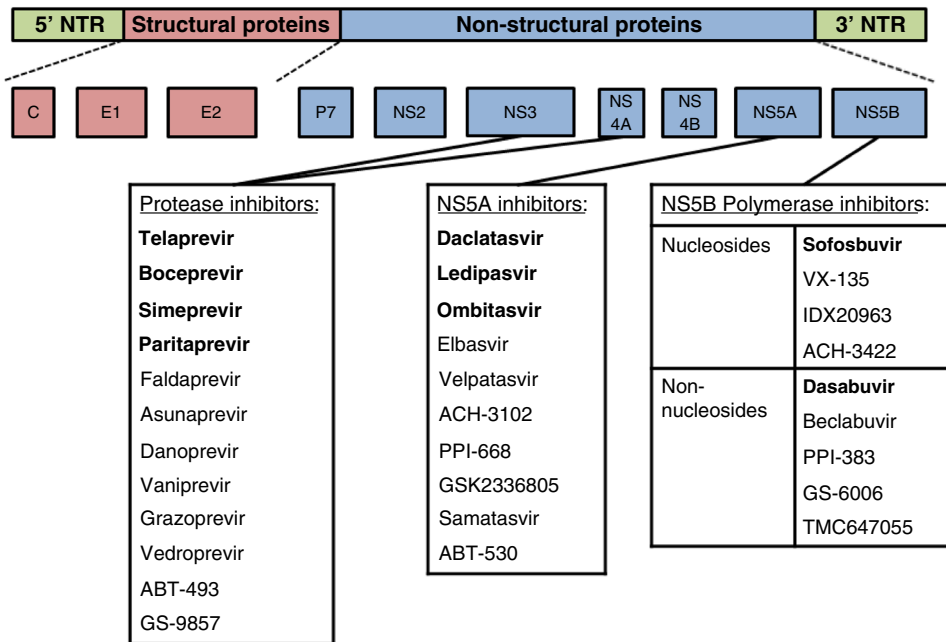 5' NTR Structural proteins Non-structural proteins 3' NTR
C E1 E2 P7 NS2 NS3 NS 4A NS 4B NS5A NS5B
Protease inhibitors:
Telaprevir
Boceprevir
Simeprevir
Paritaprevir
Faldaprevir
Asunaprevir
Danoprevir
Vaniprevir
Grazoprevir
Vedroprevir
ABT-493
GS-9857
NS5A inhibitors:
Daclatasvir
Ledipasvir
Ombitasvir
Elbasvir
Velpatasvir
ACH-3102
PPI-668
GSK2336805
Samatasvir
ABT-530
NS5B Polymerase inhibitors:
Nucleosides
Sofosbuvir
VX-135
IDX20963
ACH-3422
Non-
nucleosides
Dasabuvir
Beclabuvir
PPI-383
GS-6006
TMC647055